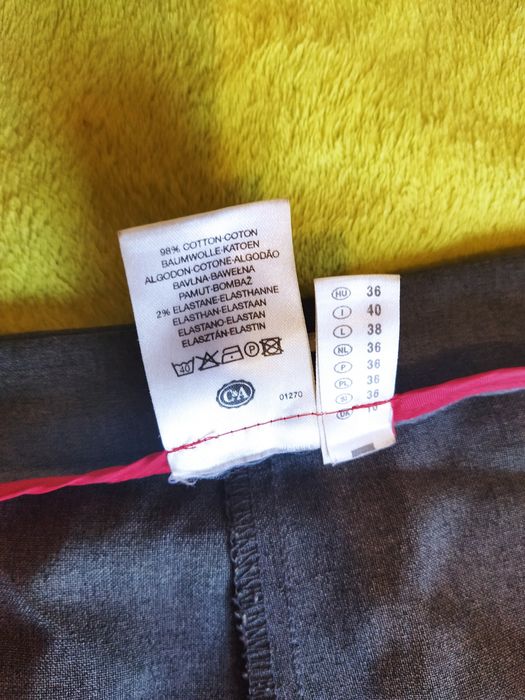 98% COTTON-COTON
BAUMWOLLE-KATOEN
ALGODON-COTONE-ALGODÃO
BAVLNA-BAWEŁNA
PAMUT-BOMBAŽ
2% ELASTANE-ELASTHANNE
ELASTHAN-ELASTAAN
ELASTANO-ELASTAN
ELASZTÁN-ELASTIN
40 P
C&A
01270
HU 36
I 40
L 38
NL 36
P 36
PL 36
SI 36